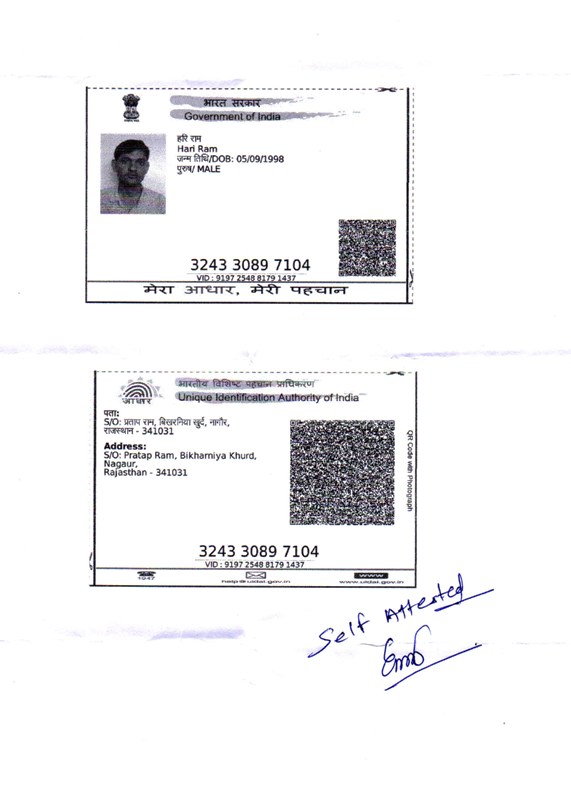 भारत सरकार
Government of India
हरि राम
Hari Ram
जन्म तिथि/DOB: 05/09/1998
पुरुष/ MALE
3243 3089 7104
VID : 9197 2548 8179 1437
मेरा आधार, मेरी पहचान
भारतीय विशिष्ट पहचान प्राधिकरण
Unique Identification Authority of India
आधार
पता:
S/O: प्रताप राम, बिखरनिया खुर्द, नागौर,
राजस्थान - 341031
Address:
S/O: Pratap Ram, Bikharniya Khurd,
Nagaur,
Rajasthan - 341031
QR Code with Photograph
3243 3089 7104
VID : 9197 2548 8179 1437
1947
help@uidai.gov.in
www
www.uidai.gov.in
Self Attested